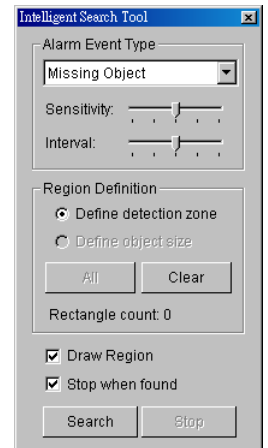 Intelligent Search Tool
Alarm Event Type
Missing Object
Sensitivity:
Interval:
Region Definition
Define detection zone
Define object size
All Clear
Rectangle count: 0
Draw Region
Stop when found
Search Stop